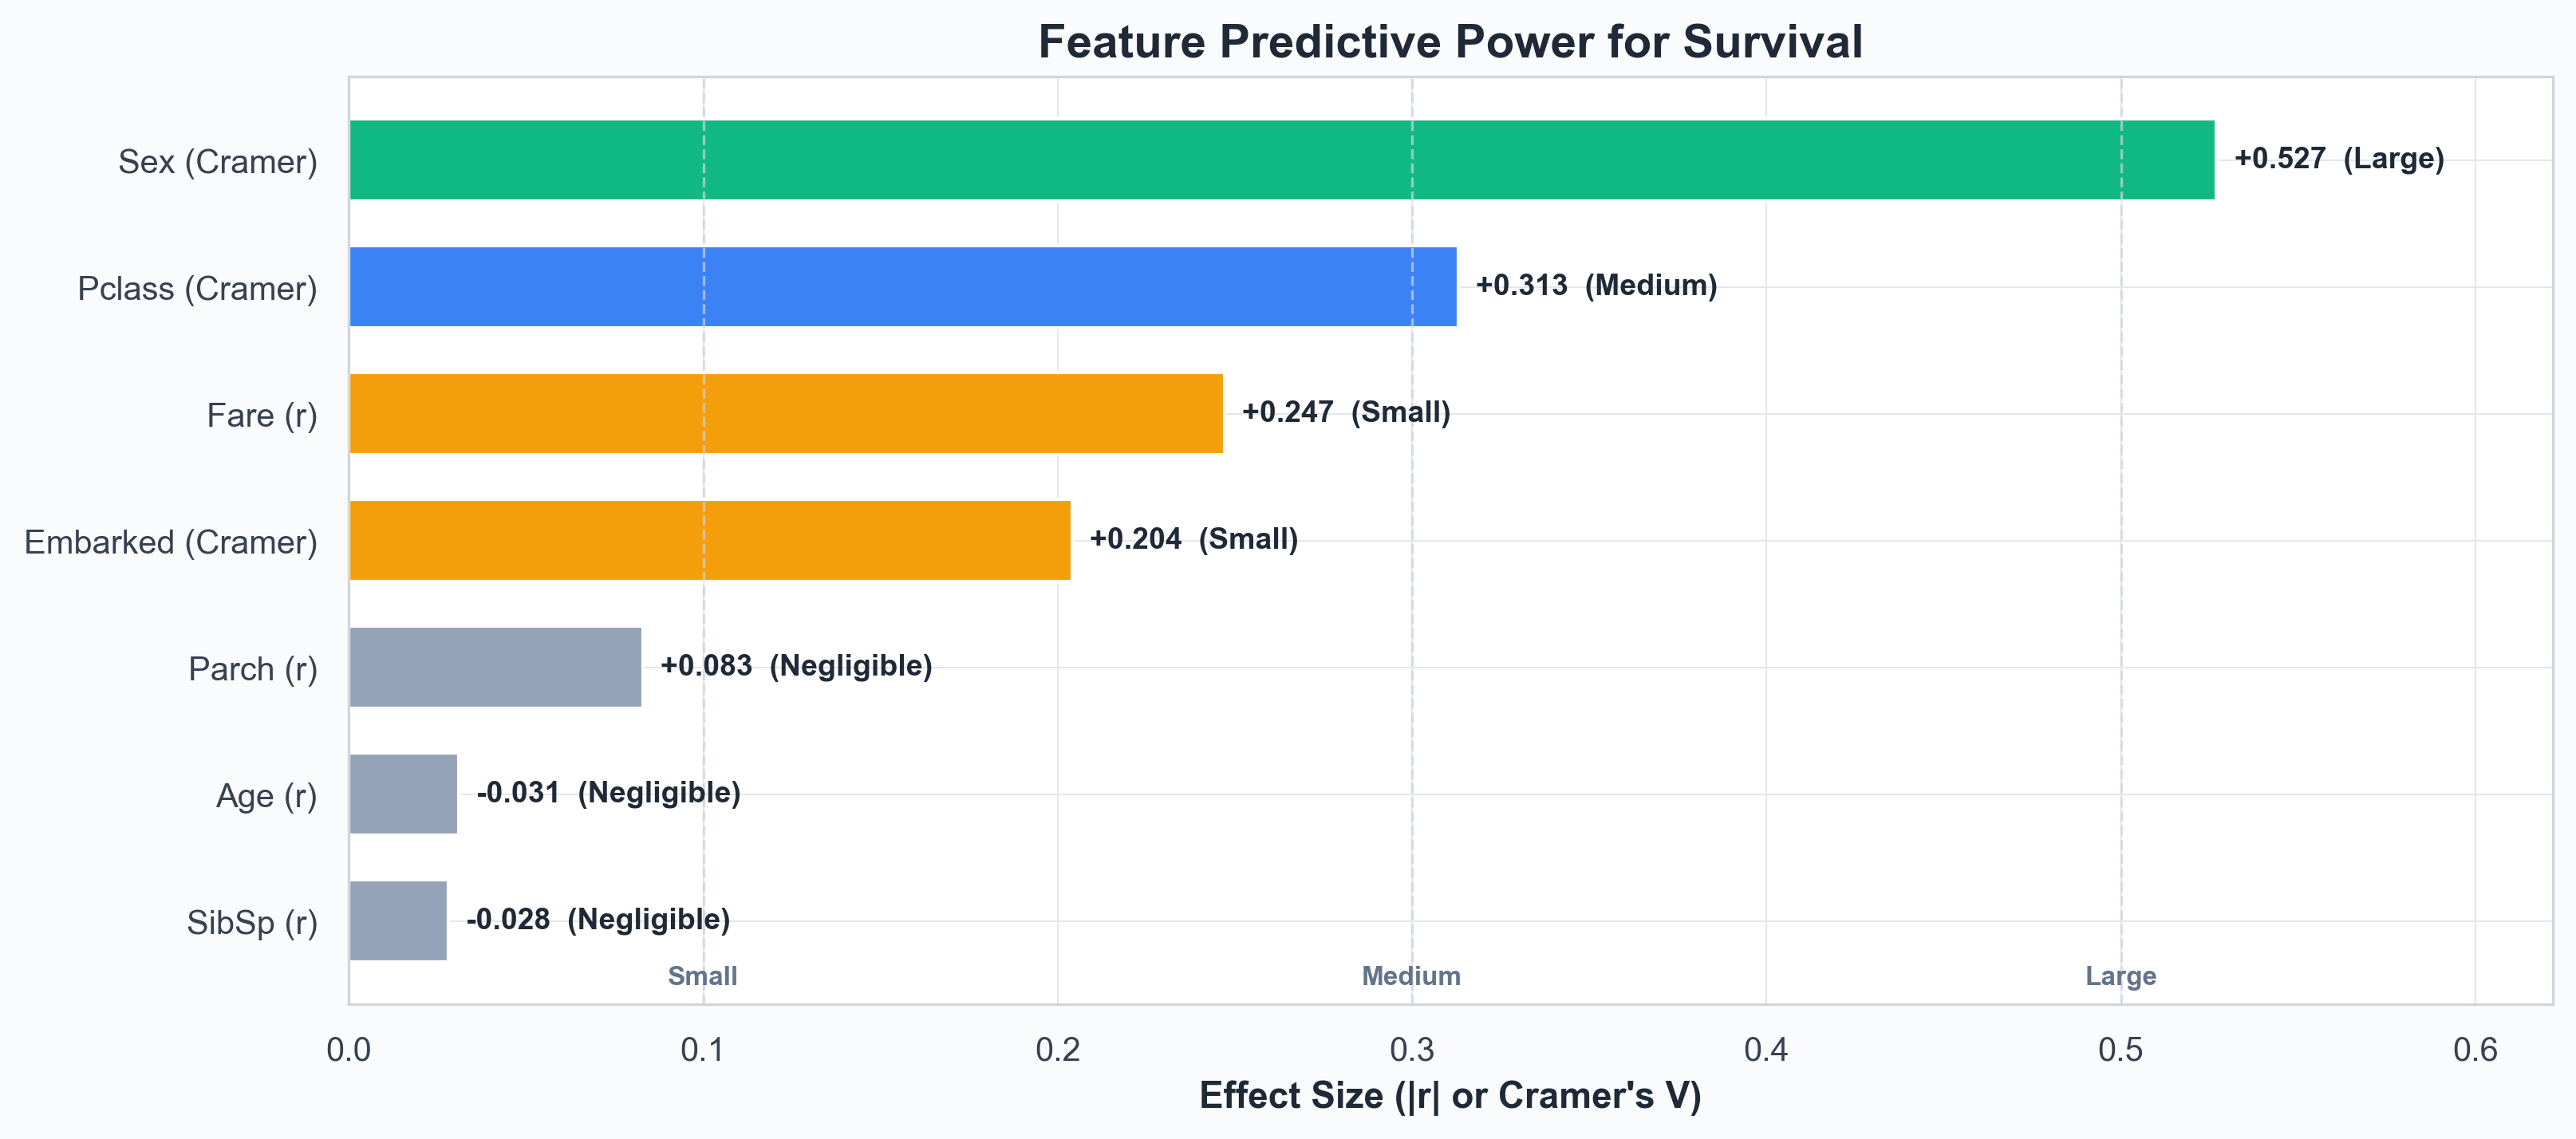 Feature Predictive Power for Survival
Sex (Cramer)
+0.527 (Large)
Pclass (Cramer)
+0.313 (Medium)
Fare (r)
+0.247 (Small)
Embarked (Cramer)
+0.204 (Small)
Parch (r)
+0.083 (Negligible)
Age (r)
-0.031 (Negligible)
SibSp (r)
-0.028 (Negligible)
Small Medium Large
0.0 0.1 0.2 0.3 0.4 0.5 0.6
Effect Size (|r| or Cramer's V)